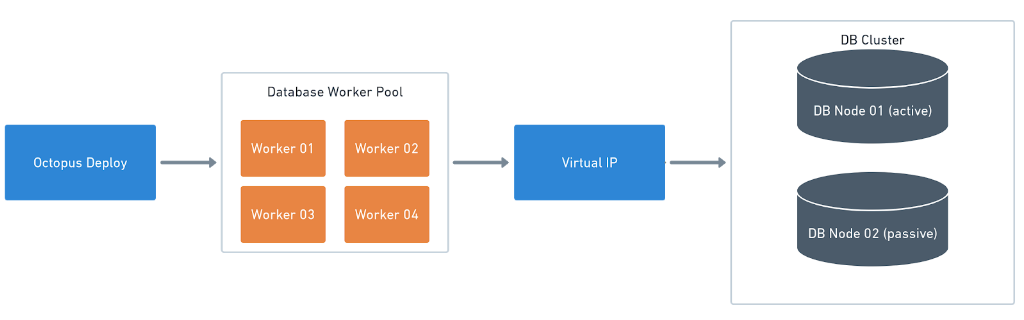 Octopus Deploy
Database Worker Pool
Worker 01
Worker 02
Worker 03
Worker 04
Virtual IP
DB Cluster
DB Node 01 (active)
DB Node 02 (passive)